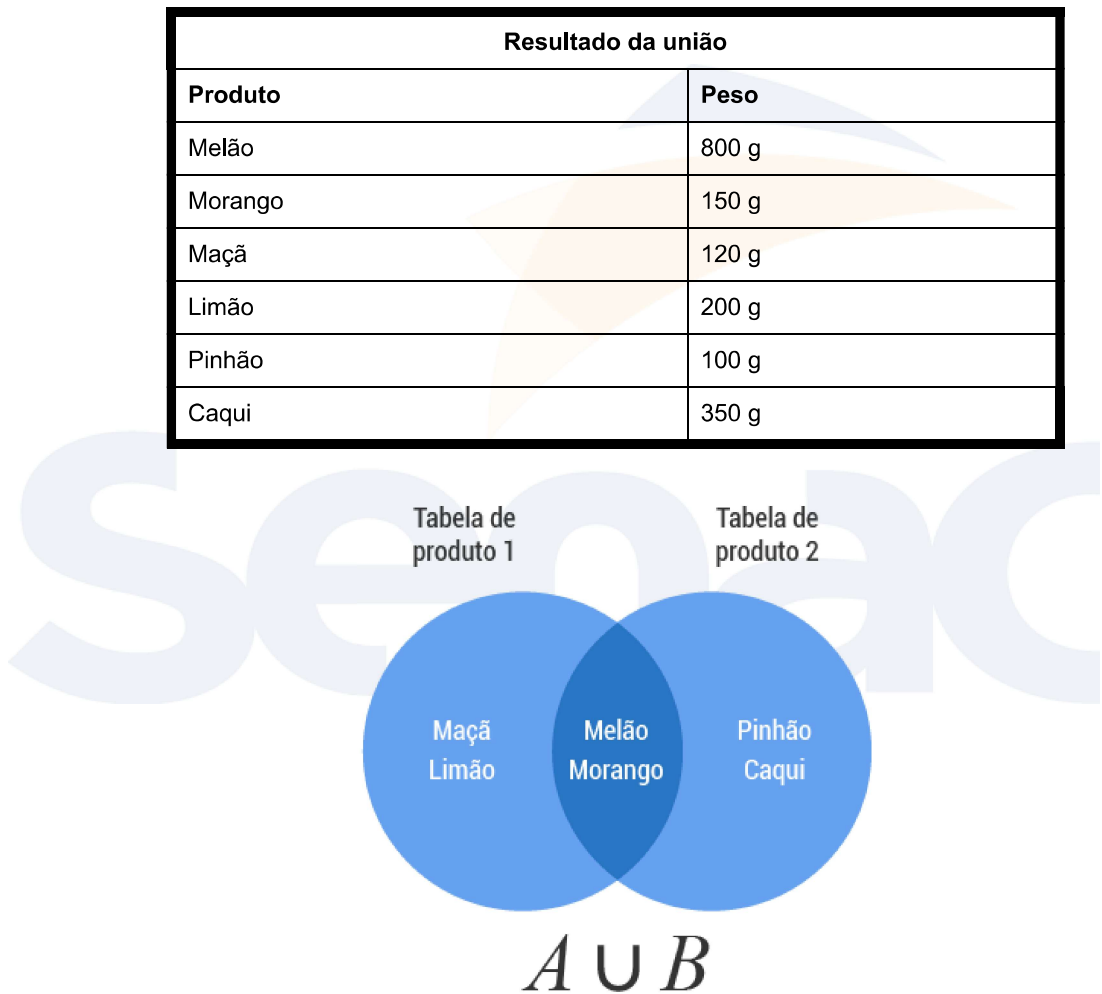 Resultado da união
Produto Peso
Melão 800 g
Morango 150 g
Maçã 120 g
Limão 200 g
Pinhão 100 g
Caqui 350 g
Senac
Tabela de
produto 1
Tabela de
produto 2
Maçã
Limão
Melão
Morango
Pinhão
Caqui
A ∪ B